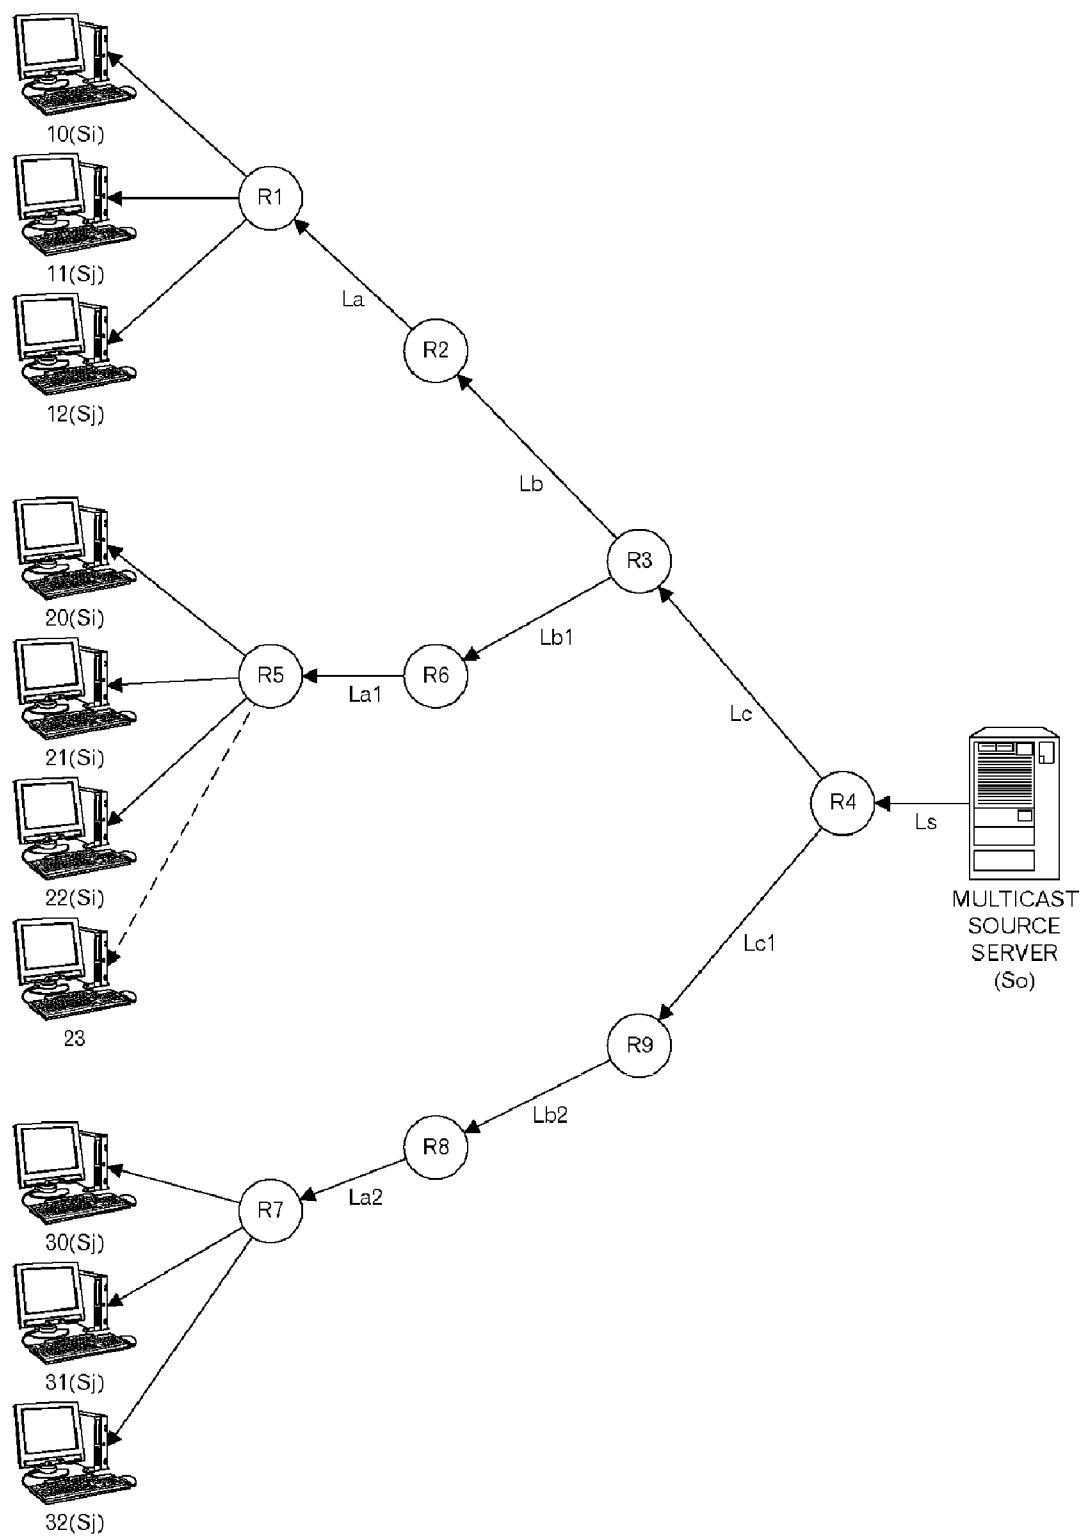 10(Si)
R1
11(Sj)
La
R2
12(Sj)
Lb
R3
20(Si)
Lb1
R5
R6
La1
Lc
21(Si)
R4
Ls
22(Si)
MULTICAST
SOURCE
SERVER
(So)
Lc1
23
R9
Lb2
R8
La2
R7
30(Sj)
31(Sj)
32(Sj)